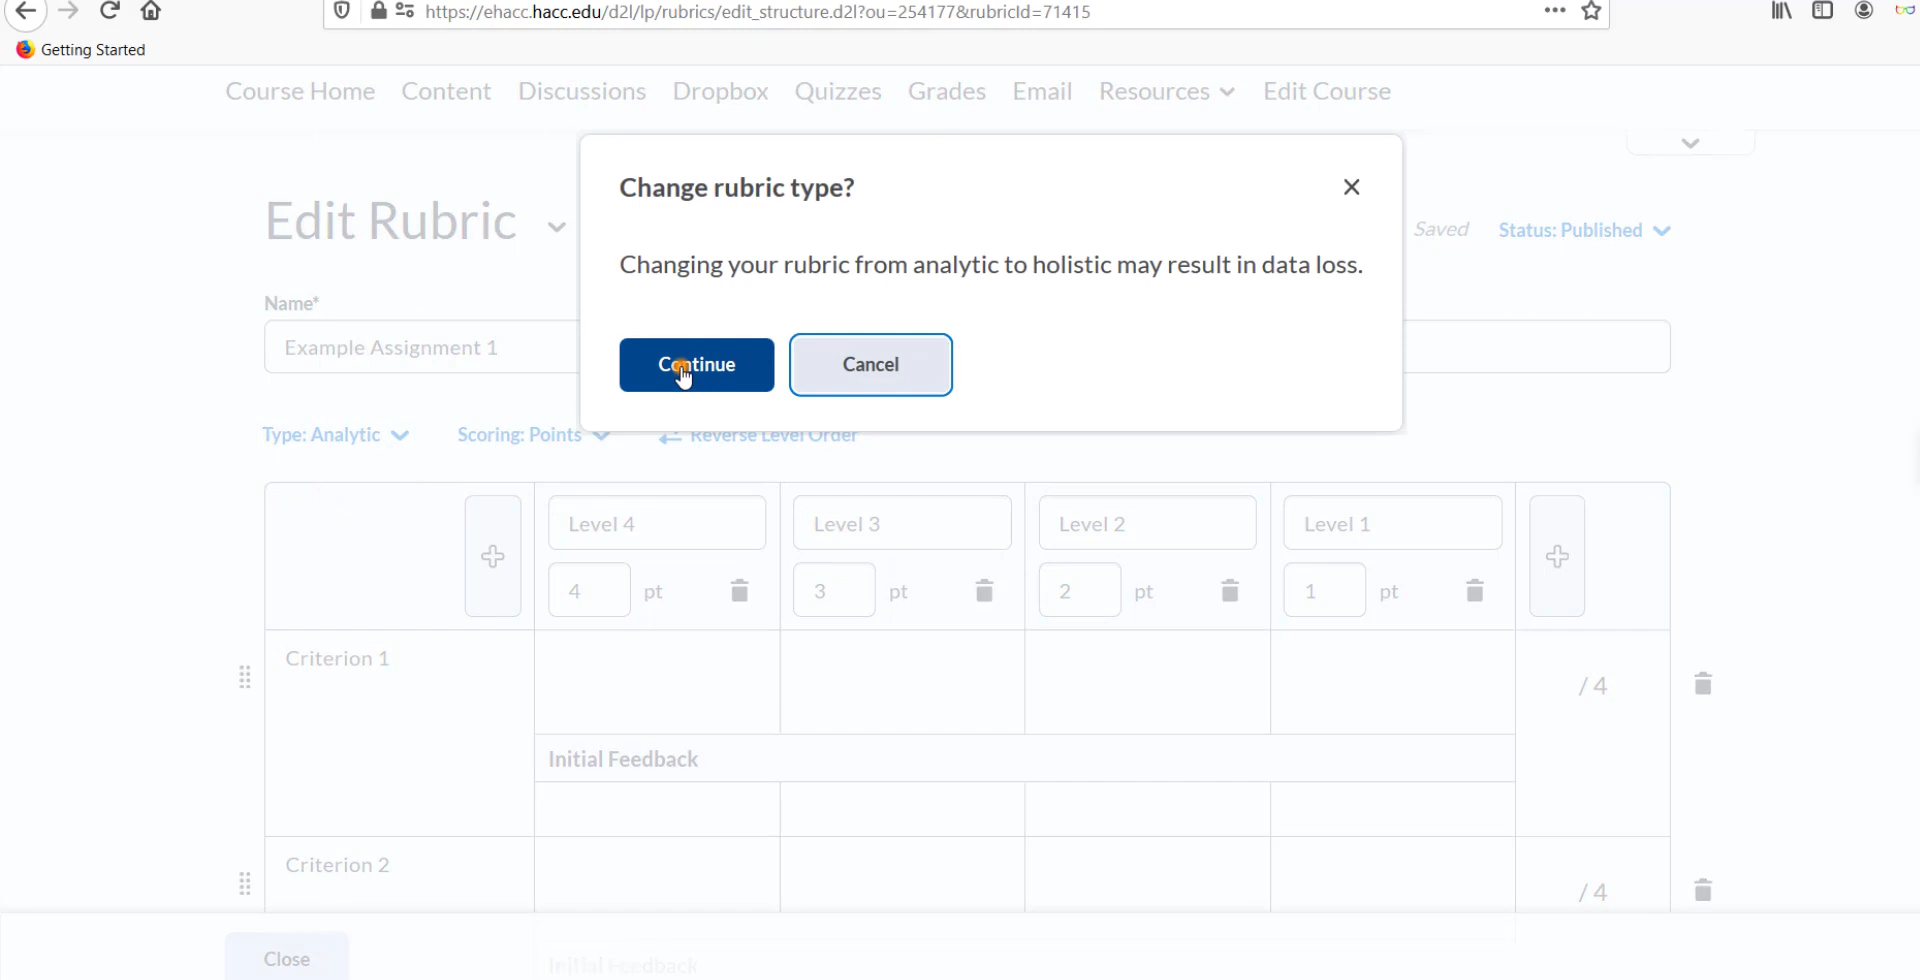 https://ehacc.hacc.edu/d2l/lp/rubrics/edit_structure.d2l?ou=254177&rubricId=71415
Getting Started
Course Home Content Discussions Dropbox Quizzes Grades Email Resources Edit Course
Change rubric type?
Edit Rubric
Saved Status: Published
Changing your rubric from analytic to holistic may result in data loss.
Name*
Example Assignment 1
Continue Cancel
Type: Analytic Scoring: Points Reverse Level Order
Level 4 Level 3 Level 2 Level 1
4 pt 3 pt 2 pt 1 pt
Criterion 1
/ 4
Initial Feedback
Criterion 2
/ 4
Close
Initial Feedback